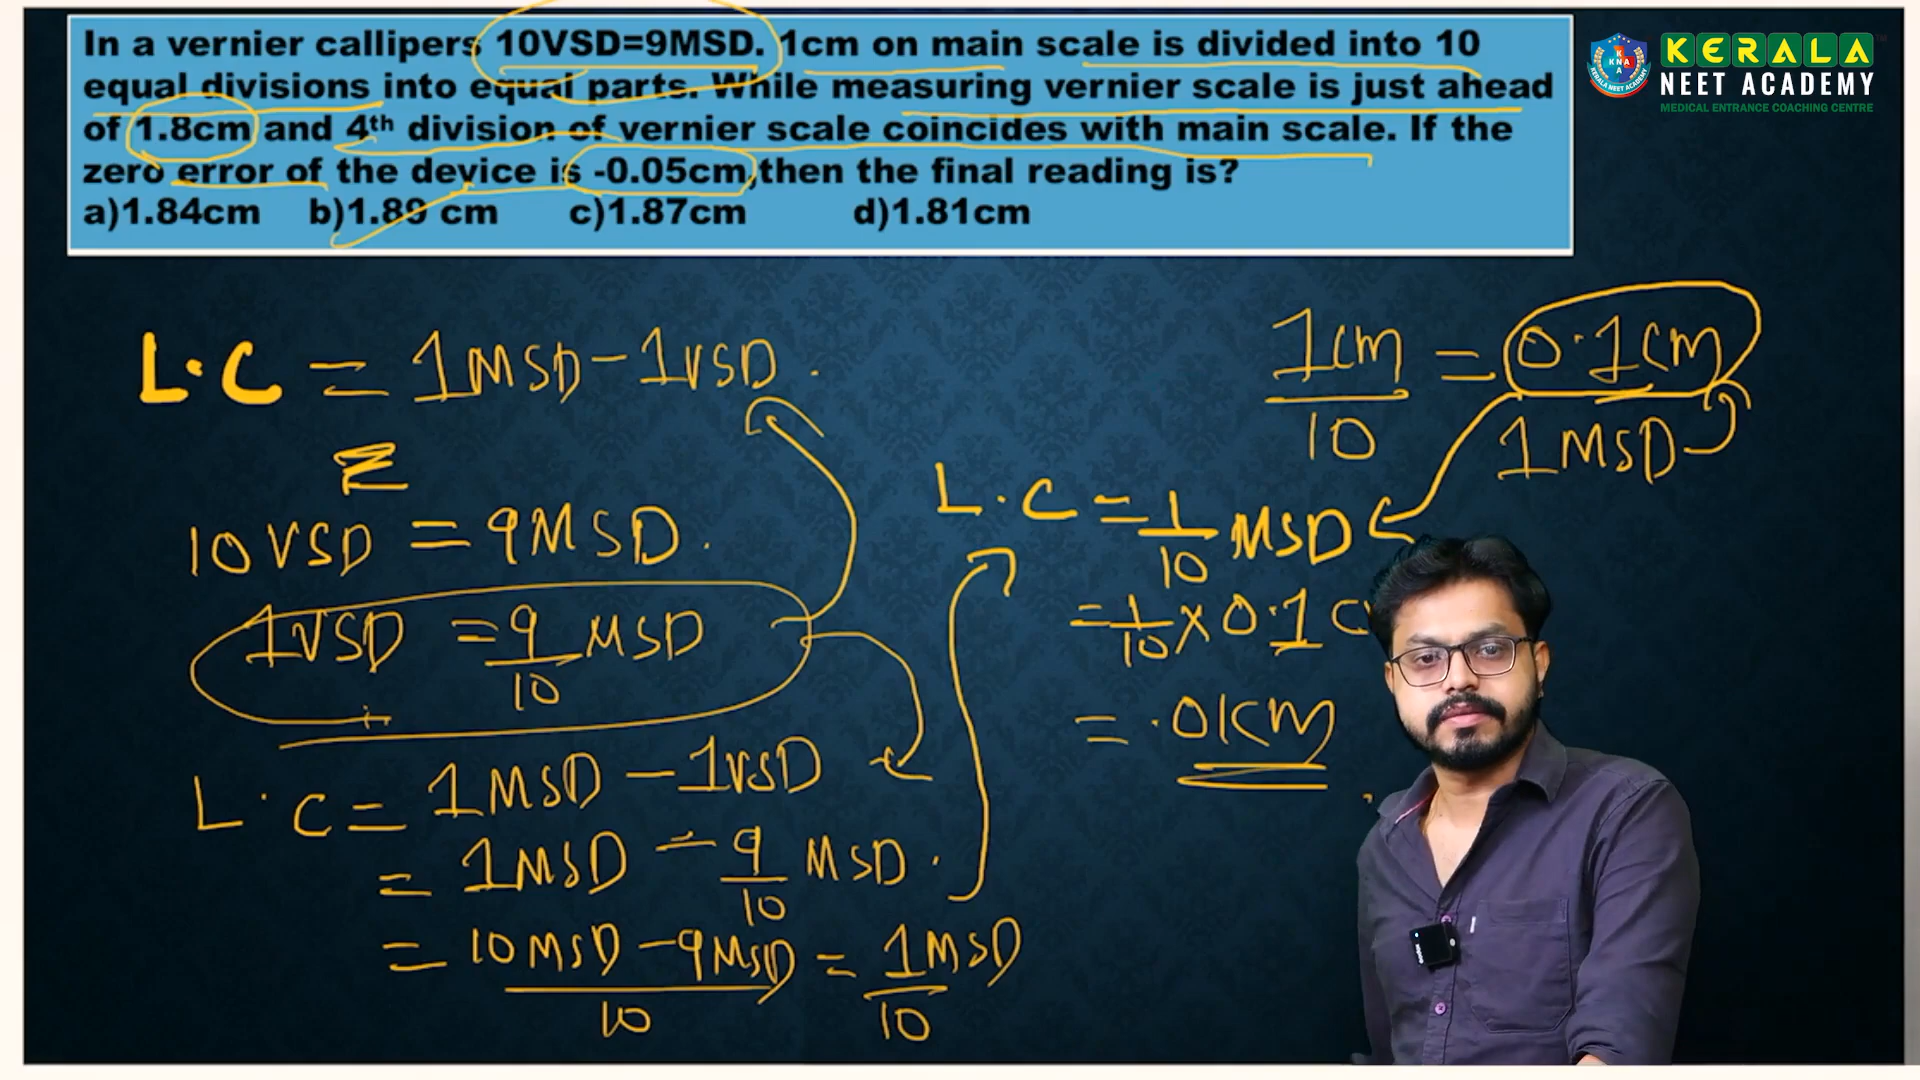 In a vernier callipers 10VSD=9MSD. 1cm on main scale is divided into 10
equal divisions into equal parts. While measuring vernier scale is just ahead
of 1.8cm and 4th division of vernier scale coincides with main scale. If the
zero error of the device is -0.05cm,then the final reading is?
a)1.84cm b)1.89 cm c)1.87cm d)1.81cm
KERALA
NEET ACADEMY
MEDICAL ENTRANCE COACHING CENTRE
L.C = 1MSD - 1VSD.
10VSD = 9MSD.
1VSD = 9/10 MSD
L.C = 1MSD - 1VSD
= 1MSD - 9/10 MSD.
= 10MSD - 9MSD/10 = 1MSD/10
1cm/10 = 0.1cm
1MSD
L.C = 1/10 MSD
= 1/10 x 0.1 c
= .01cm